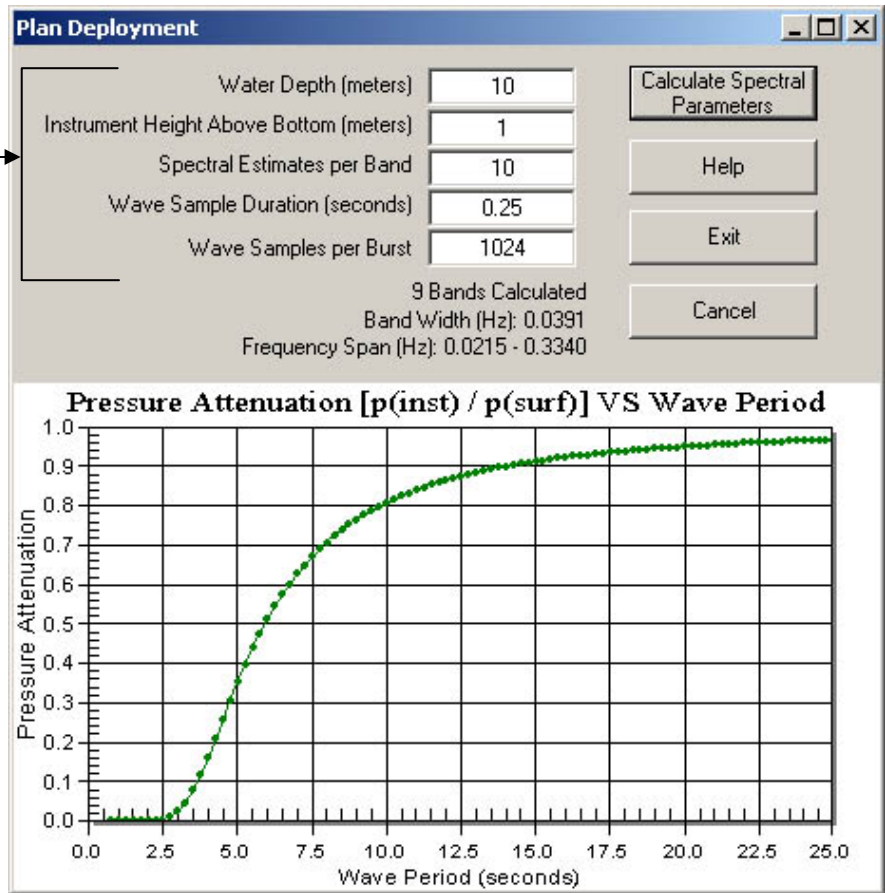 Plan Deployment
Water Depth (meters) 10
Instrument Height Above Bottom (meters) 1
Spectral Estimates per Band 10
Wave Sample Duration (seconds) 0.25
Wave Samples per Burst 1024
Calculate Spectral
Parameters
Help
Exit
Cancel
9 Bands Calculated
Band Width (Hz): 0.0391
Frequency Span (Hz): 0.0215 - 0.3340
Pressure Attenuation [p(inst) / p(surf)] VS Wave Period
Pressure Attenuation
1.0
0.9
0.8
0.7
0.6
0.5
0.4
0.3
0.2
0.1
0.0
0.0 2.5 5.0 7.5 10.0 12.5 15.0 17.5 20.0 22.5 25.0
Wave Period (seconds)